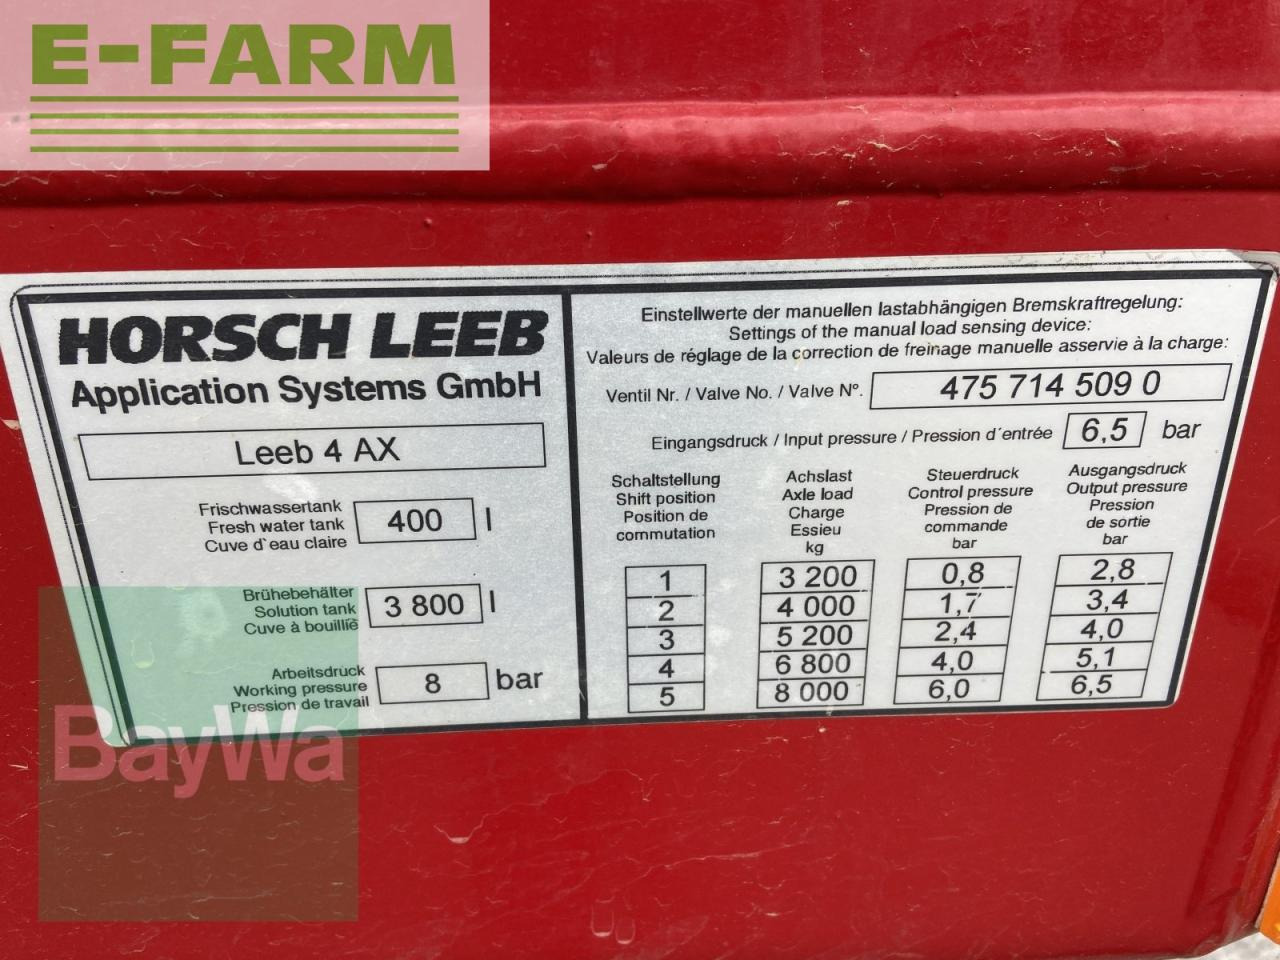 E-FARM
HORSCH LEEB
Application Systems GmbH
Leeb 4 AX
Frischwassertank
Fresh water tank
Cuve d´eau claire
400 l
Brühebehälter
Solution tank
Cuve à bouillie
3 800 l
Arbeitsdruck
Working pressure
Pression de travail
8 bar
Einstellwerte der manuellen lastabhängigen Bremskraftregelung:
Settings of the manual load sensing device:
Valeurs de réglage de la correction de freinage manuelle asservie à la charge:
Ventil Nr. / Valve No. / Valve N°. 475 714 509 0
Eingangsdruck / Input pressure / Pression d´entrée 6,5 bar
Schaltstellung
Shift position
Position de
commutation
Achslast
Axle load
Charge
Essieu
kg
Steuerdruck
Control pressure
Pression de
commande
bar
Ausgangsdruck
Output pressure
Pression
de sortie
bar
1 3 200 0,8 2,8
2 4 000 1,7 3,4
3 5 200 2,4 4,0
4 6 800 4,0 5,1
5 8 000 6,0 6,5
BayWa